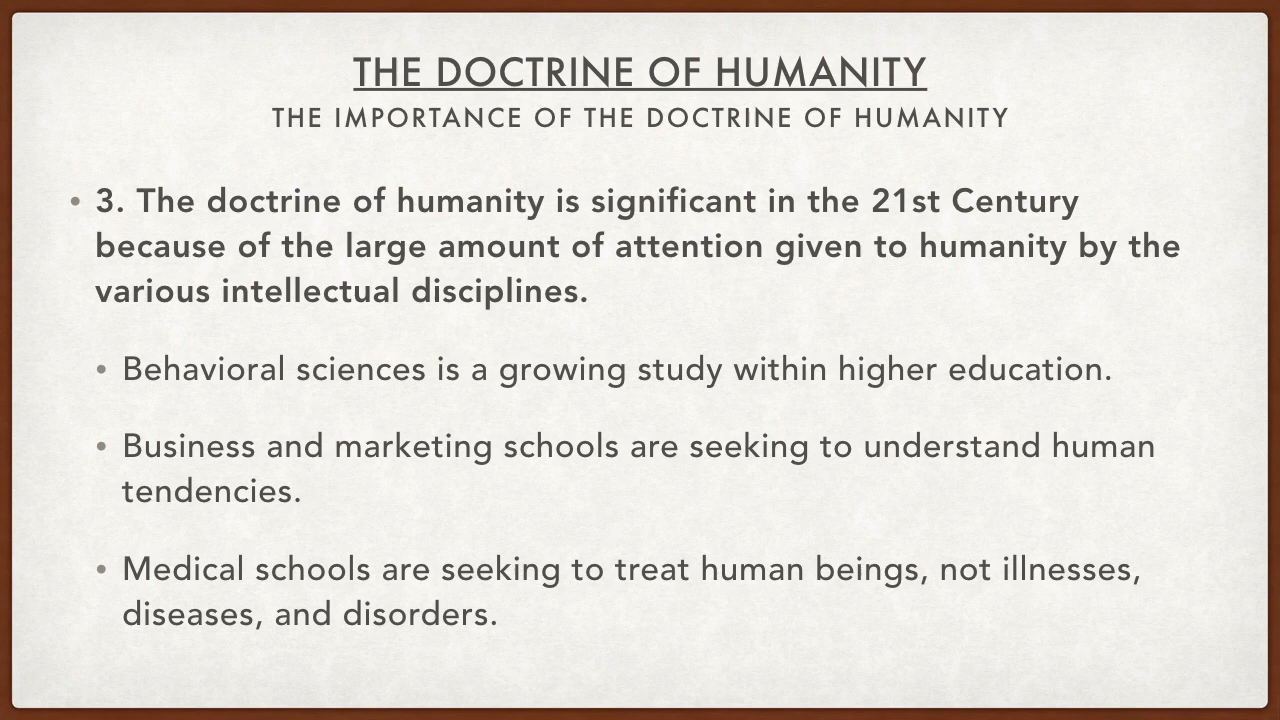 THE DOCTRINE OF HUMANITY
THE IMPORTANCE OF THE DOCTRINE OF HUMANITY
• 3. The doctrine of humanity is significant in the 21st Century
because of the large amount of attention given to humanity by the
various intellectual disciplines.
• Behavioral sciences is a growing study within higher education.
• Business and marketing schools are seeking to understand human
tendencies.
• Medical schools are seeking to treat human beings, not illnesses,
diseases, and disorders.